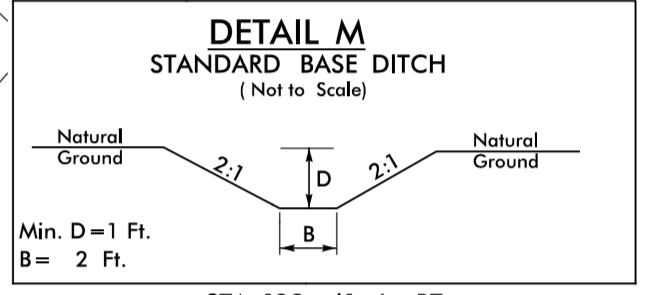 DETAIL M
STANDARD BASE DITCH
( Not to Scale)
Natural
Ground
2:1
D
2:1
Natural
Ground
Min. D=1 Ft.
B
B= 2 Ft.